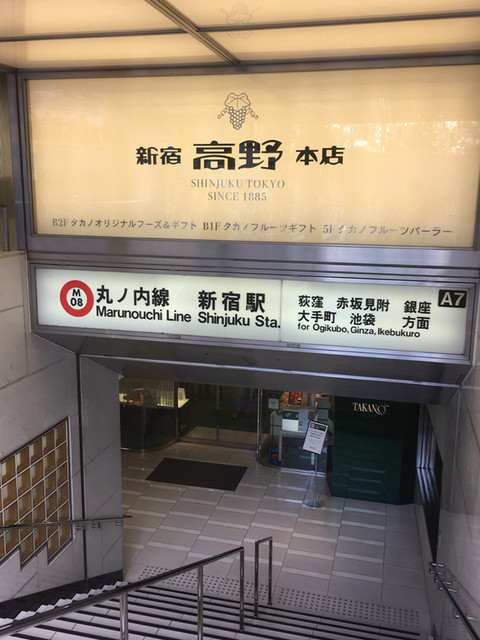 新宿 高野 本店
SHINJUKU TOKYO
SINCE 1885
B2F タカノオリジナルフーズ&ギフト B1F タカノフルーツギフト 5F タカノフルーツパーラー
M
08
丸ノ内線 新宿駅
Marunouchi Line Shinjuku Sta.
荻窪 赤坂見附 銀座
大手町 池袋 方面
for Ogikubo, Ginza, Ikebukuro
A7
TAKANO